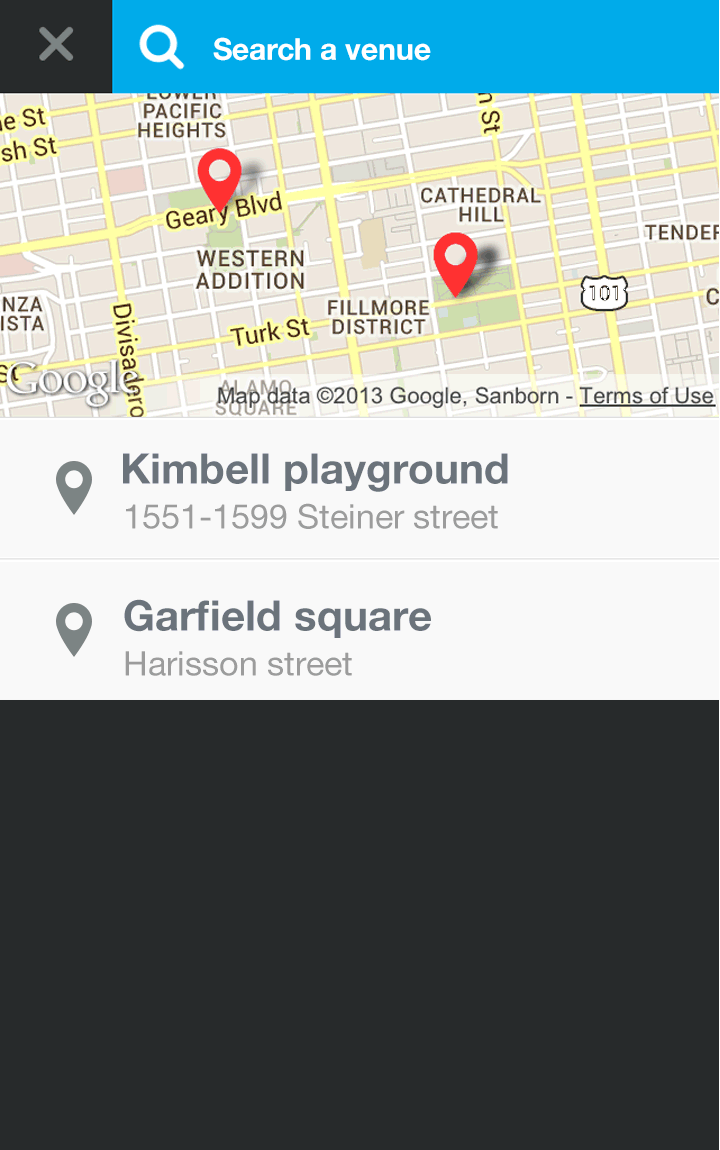 Search a venue
LOWER
PACIFIC
HEIGHTS
e St
sh St
n St
Geary Blvd
CATHEDRAL
HILL
TENDER
WESTERN
ADDITION
101
NZA
ISTA
FILLMORE
DISTRICT
Turk St
Divisadero
St
Google
ALAMO
SQUARE
Map data ©2013 Google, Sanborn - Terms of Use
Kimbell playground
1551-1599 Steiner street
Garfield square
Harisson street